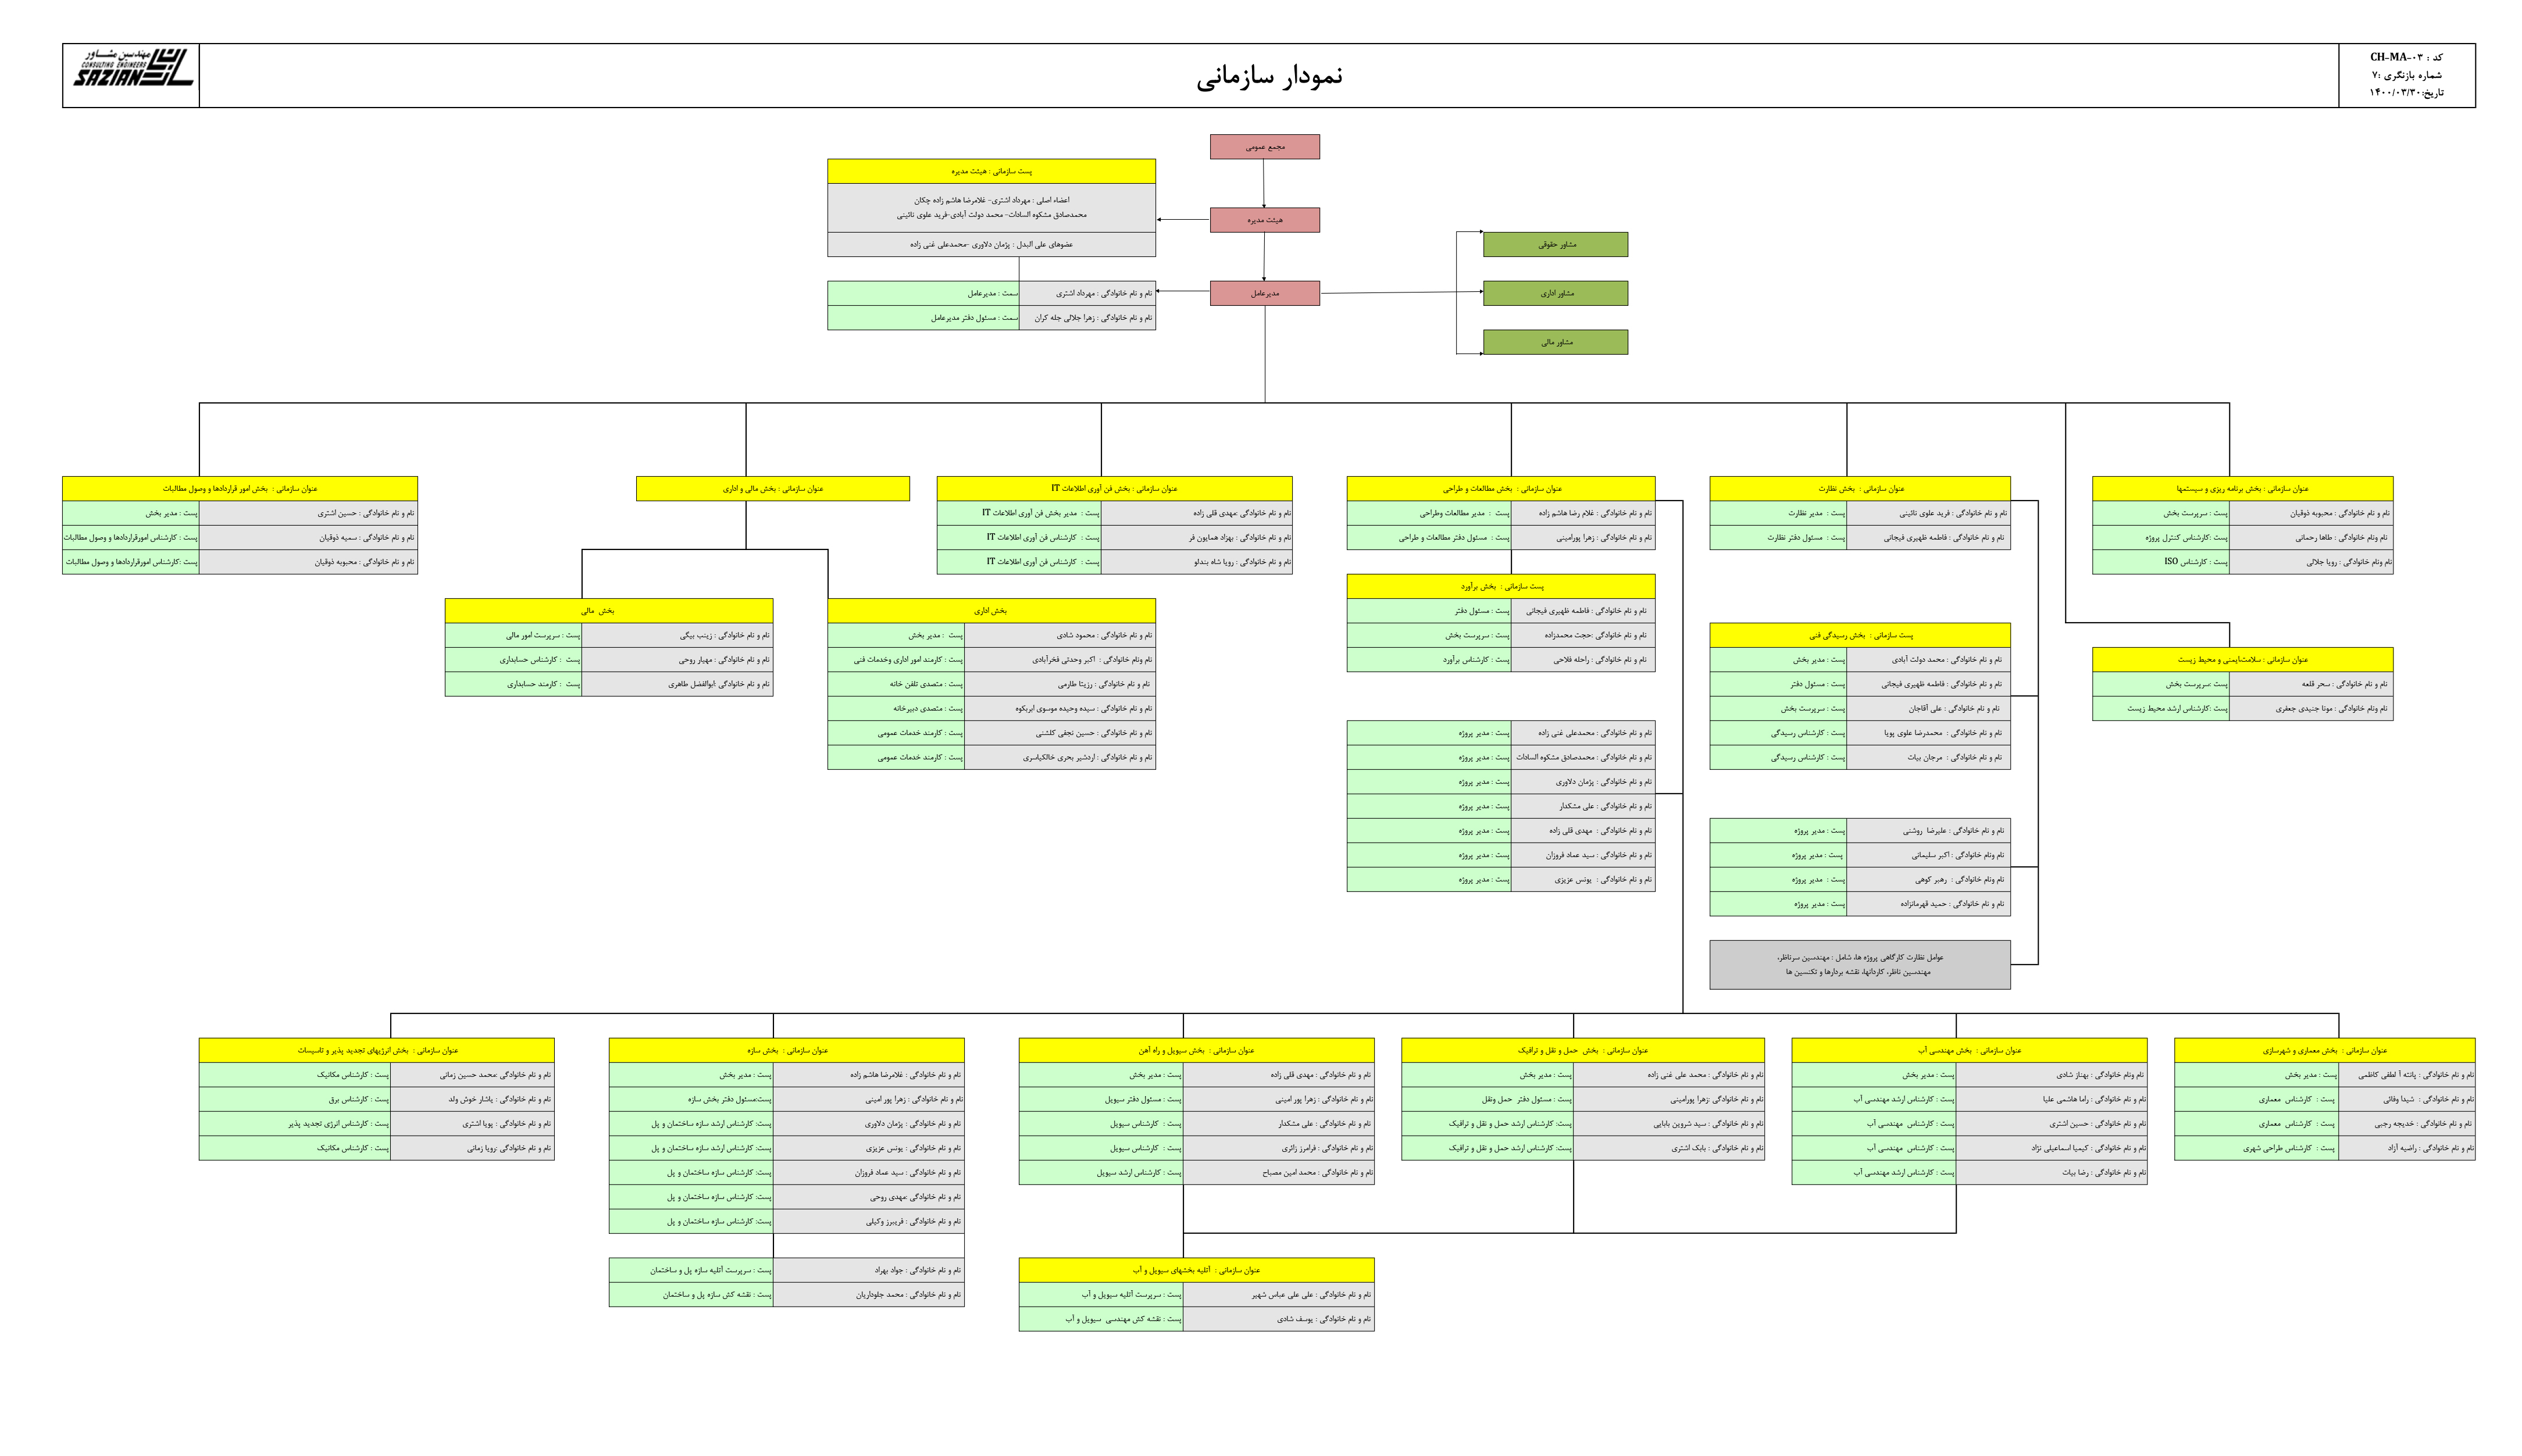 مهندسین مشاور
CONSULTING ENGINEERS
SAZIAN
نمودار سازمانی
کد : CH-MA-۰۳
شماره بازنگری :۷
تاریخ:۱۴۰۰/۰۳/۳۰
مجمع عمومی
هیئت مدیره
مدیرعامل
پست سازمانی : هیئت مدیره
اعضاء اصلی : مهرداد اشتری- غلامرضا هاشم زاده چکان
محمدصادق مشکوه السادات- محمد دولت آبادی-فرید علوی نائینی
عضوهای علی البدل : پژمان دلاوری -محمدعلی غنی زاده
نام و نام خانوادگی : مهرداد اشتری سمت : مدیرعامل
نام و نام خانوادگی : زهرا جلالی جله کران سمت : مسئول دفتر مدیرعامل
مشاور حقوقی
مشاور اداری
مشاور مالی
عنوان سازمانی : بخش برنامه ریزی و سیستمها
نام و نام خانوادگی : محبوبه ذوقیان پست : سرپرست بخش
نام ونام خانوادگی : طاها رحمانی پست :کارشناس کنترل پروژه
نام ونام خانوادگی : رویا جلالی پست : کارشناس ISO
عنوان سازمانی : سلامت،ایمنی و محیط زیست
نام و نام خانوادگی : سحر قلعه پست :سرپرست بخش
نام ونام خانوادگی : مونا جنیدی جعفری پست :کارشناس ارشد محیط زیست
عنوان سازمانی : بخش نظارت
نام و نام خانوادگی : فرید علوی نائینی پست : مدیر نظارت
نام و نام خانوادگی : فاطمه ظهیری فیجانی پست : مسئول دفتر نظارت
پست سازمانی : بخش رسیدگی فنی
نام و نام خانوادگی : محمد دولت آبادی پست : مدیر بخش
نام و نام خانوادگی : فاطمه ظهیری فیجانی پست : مسئول دفتر
نام و نام خانوادگی : علی آقاجان پست : سرپرست بخش
نام و نام خانوادگی : محمدرضا علوی پویا پست : کارشناس رسیدگی
نام و نام خانوادگی : مرجان بیات پست : کارشناس رسیدگی
نام و نام خانوادگی : علیرضا روشنی پست : مدیر پروژه
نام ونام خانوادگی : اکبر سلیمانی پست : مدیر پروژه
نام ونام خانوادگی : رهبر کوهی پست : مدیر پروژه
نام و نام خانوادگی : حمید قهرمانزاده پست : مدیر پروژه
عوامل نظارت کارگاهی پروژه ها، شامل : مهندسین سرناظر،
مهندسین ناظر، کاردانها، نقشه بردارها و تکنسین ها
عنوان سازمانی : بخش مطالعات و طراحی
نام و نام خانوادگی : غلام رضا هاشم زاده پست : مدیر مطالعات وطراحی
نام و نام خانوادگی : زهرا پورامینی پست : مسئول دفتر مطالعات و طراحی
پست سازمانی : بخش برآورد
نام و نام خانوادگی : فاطمه ظهیری فیجانی پست : مسئول دفتر
نام و نام خانوادگی :حجت محمدزاده پست : سرپرست بخش
نام و نام خانوادگی : راحله فلاحی پست : کارشناس برآورد
نام و نام خانوادگی : محمدعلی غنی زاده پست : مدیر پروژه
نام و نام خانوادگی : محمدصادق مشکوه السادات پست : مدیر پروژه
نام و نام خانوادگی : پژمان دلاوری پست : مدیر پروژه
نام و نام خانوادگی : علی مشکدار پست : مدیر پروژه
نام و نام خانوادگی : مهدی قلی زاده پست : مدیر پروژه
نام و نام خانوادگی : سید عماد فروزان پست : مدیر پروژه
نام و نام خانوادگی : یونس عزیزی پست : مدیر پروژه
عنوان سازمانی : بخش فن آوری اطلاعات IT
نام و نام خانوادگی :مهدی قلی زاده پست : مدیر بخش فن آوری اطلاعات IT
نام و نام خانوادگی : بهزاد همایون فر پست : کارشناس فن آوری اطلاعات IT
نام و نام خانوادگی : رویا شاه بنداو پست : کارشناس فن آوری اطلاعات IT
عنوان سازمانی : بخش مالی و اداری
بخش اداری
نام و نام خانوادگی : محمود شادی پست : مدیر بخش
نام ونام خانوادگی : اکبر وحدتی فخرآبادی پست : کارمند امور اداری وخدمات فنی
نام و نام خانوادگی : رزیتا طارمی پست : متصدی تلفن خانه
نام و نام خانوادگی : سیده وحیده موسوی ابربکوه پست : متصدی دبیرخانه
نام و نام خانوادگی : حسین نجفی کلشنی پست : کارمند خدمات عمومی
نام و نام خانوادگی : اردشیر بحری خالکیاسری پست : کارمند خدمات عمومی
بخش مالی
نام و نام خانوادگی : زینب بیگی پست : سرپرست امور مالی
نام و نام خانوادگی : مهیار روحی پست : کارشناس حسابداری
نام و نام خانوادگی :ابوالفضل طاهری پست : کارمند حسابداری
عنوان سازمانی : بخش امور قراردادها و وصول مطالبات
نام و نام خانوادگی : حسین اشتری پست : مدیر بخش
نام و نام خانوادگی : سمیه ذوقیان پست : کارشناس امورقراردادها و وصول مطالبات
نام و نام خانوادگی : محبوبه ذوقیان پست :کارشناس امورقراردادها و وصول مطالبات
عنوان سازمانی : بخش معماری و شهرسازی
نام و نام خانوادگی : پانته آ لطفی کاظمی پست : مدیر بخش
نام و نام خانوادگی : شیدا وفائی پست : کارشناس معماری
نام و نام خانوادگی : خدیجه رجبی پست : کارشناس معماری
نام و نام خانوادگی : راضیه آزاد پست : کارشناس طراحی شهری
عنوان سازمانی : بخش مهندسی آب
نام ونام خانوادگی : بهناز شادی پست : مدیر بخش
نام و نام خانوادگی : راما هاشمی علیا پست : کارشناس ارشد مهندسی آب
نام و نام خانوادگی : حسین اشتری پست : کارشناس مهندسی آب
نام و نام خانوادگی : کیمیا اسماعیلی نژاد پست : کارشناس مهندسی آب
نام و نام خانوادگی : رضا بیات پست : کارشناس ارشد مهندسی آب
عنوان سازمانی : بخش حمل و نقل و ترافیک
نام و نام خانوادگی : محمد علی غنی زاده پست : مدیر بخش
نام و نام خانوادگی :زهرا پورامینی پست : مسئول دفتر حمل ونقل
نام و نام خانوادگی : سید شروین بابایی پست: کارشناس ارشد حمل و نقل و ترافیک
نام و نام خانوادگی : بابک اشتری پست: کارشناس ارشد حمل و نقل و ترافیک
عنوان سازمانی : بخش سیویل و راه آهن
نام و نام خانوادگی : مهدی قلی زاده پست : مدیر بخش
نام و نام خانوادگی : زهرا پور امینی پست : مسئول دفتر سیویل
نام و نام خانوادگی : علی مشکدار پست : کارشناس سیویل
نام و نام خانوادگی : فرامرز زائری پست : کارشناس سیویل
نام و نام خانوادگی : محمد امین مصباح پست : کارشناس ارشد سیویل
عنوان سازمانی : آتلیه بخشهای سیویل و آب
نام و نام خانوادگی : علی علی عباس شهیر پست : سرپرست آتلیه سیویل و آب
نام و نام خانوادگی : یوسف شادی پست : نقشه کش مهندسی سیویل و آب
عنوان سازمانی : بخش سازه
نام و نام خانوادگی :غلامرضا هاشم زاده پست : مدیر بخش
نام و نام خانوادگی : زهرا پور امینی پست:مسئول دفتر بخش سازه
نام و نام خانوادگی : پژمان دلاوری پست: کارشناس ارشد سازه ساختمان و پل
نام و نام خانوادگی : یونس عزیزی پست: کارشناس ارشد سازه ساختمان و پل
نام و نام خانوادگی : سید عماد فروزان پست: کارشناس سازه ساختمان و پل
نام و نام خانوادگی :مهدی روحی پست: کارشناس سازه ساختمان و پل
نام و نام خانوادگی : فریبرز وکیلی پست: کارشناس سازه ساختمان و پل
نام و نام خانوادگی : جواد بهراد پست : سرپرست آتلیه سازه پل و ساختمان
نام و نام خانوادگی : محمد جلوداریان پست : نقشه کش سازه پل و ساختمان
عنوان سازمانی : بخش انرژیهای تجدید پذیر و تاسیسات
نام و نام خانوادگی :محمد حسین زمانی پست : کارشناس مکانیک
نام و نام خانوادگی : یاشار خوش ولد پست : کارشناس برق
نام و نام خانوادگی : پویا اشتری پست : کارشناس انرژی تجدید پذیر
نام و نام خانوادگی :رویا زمانی پست : کارشناس مکانیک